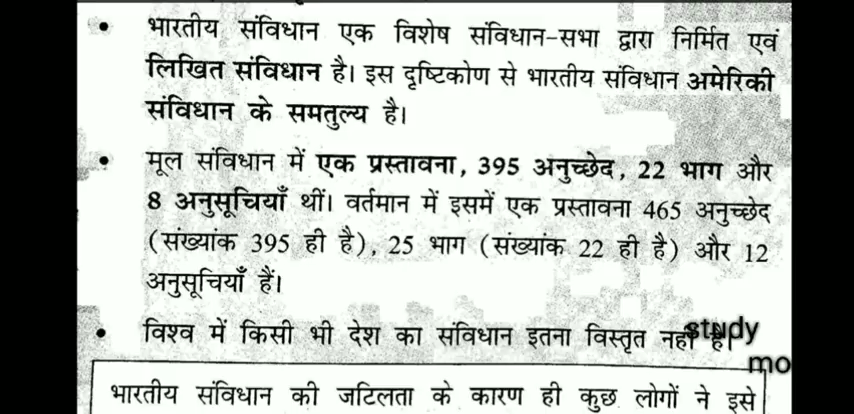 • भारतीय संविधान एक विशेष संविधान-सभा द्वारा निर्मित एवं
लिखित संविधान है। इस दृष्टिकोण से भारतीय संविधान अमेरिकी
संविधान के समतुल्य है।
• मूल संविधान में एक प्रस्तावना, 395 अनुच्छेद, 22 भाग और
8 अनुसूचियाँ थीं। वर्तमान में इसमें एक प्रस्तावना 465 अनुच्छेद
(संख्यांक 395 ही है), 25 भाग (संख्यांक 22 ही है) और 12
अनुसूचियाँ हैं।
• विश्व में किसी भी देश का संविधान इतना विस्तृत नहीं है।
study
mo
भारतीय संविधान की जटिलता के कारण ही कुछ लोगों ने इसे